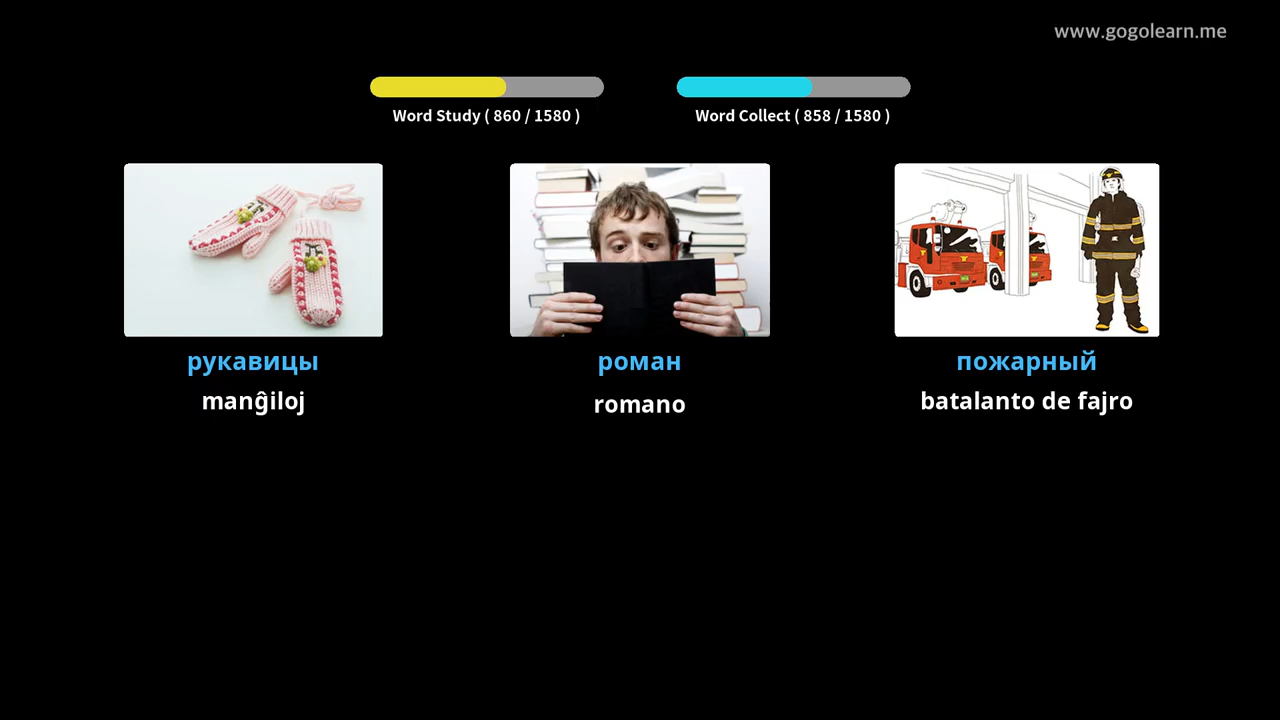 www.gogolearn.me
Word Study ( 860 / 1580 )
Word Collect ( 858 / 1580 )
рукавицы
manĝiloj
роман
romano
пожарный
batalanto de fajro